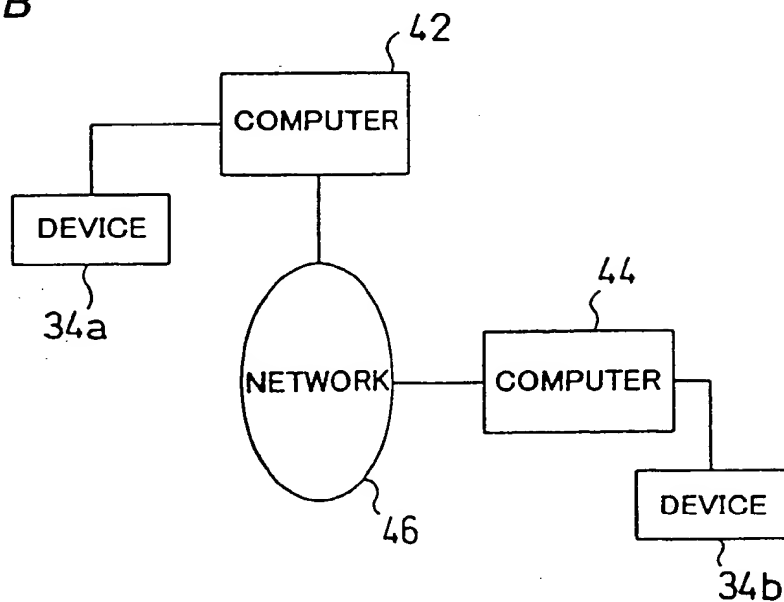 B
42
COMPUTER
DEVICE
34a
44
NETWORK
COMPUTER
46
DEVICE
34b